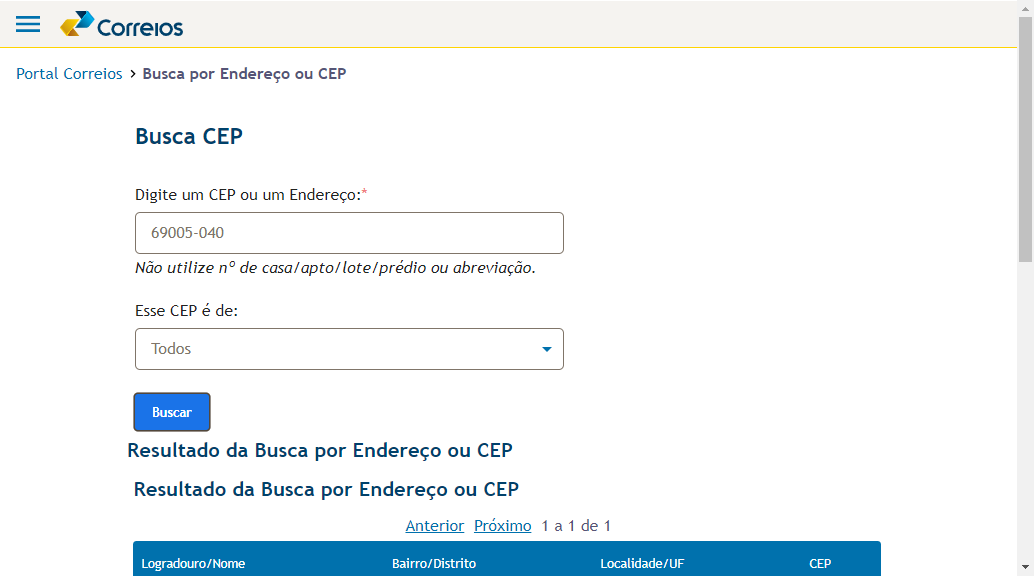 Correios
Portal Correios > Busca por Endereço ou CEP
Busca CEP
Digite um CEP ou um Endereço:*
69005-040
Não utilize nº de casa/apto/lote/prédio ou abreviação.
Esse CEP é de:
Todos
Buscar
Resultado da Busca por Endereço ou CEP
Resultado da Busca por Endereço ou CEP
Anterior Próximo 1 a 1 de 1
Logradouro/Nome Bairro/Distrito Localidade/UF CEP